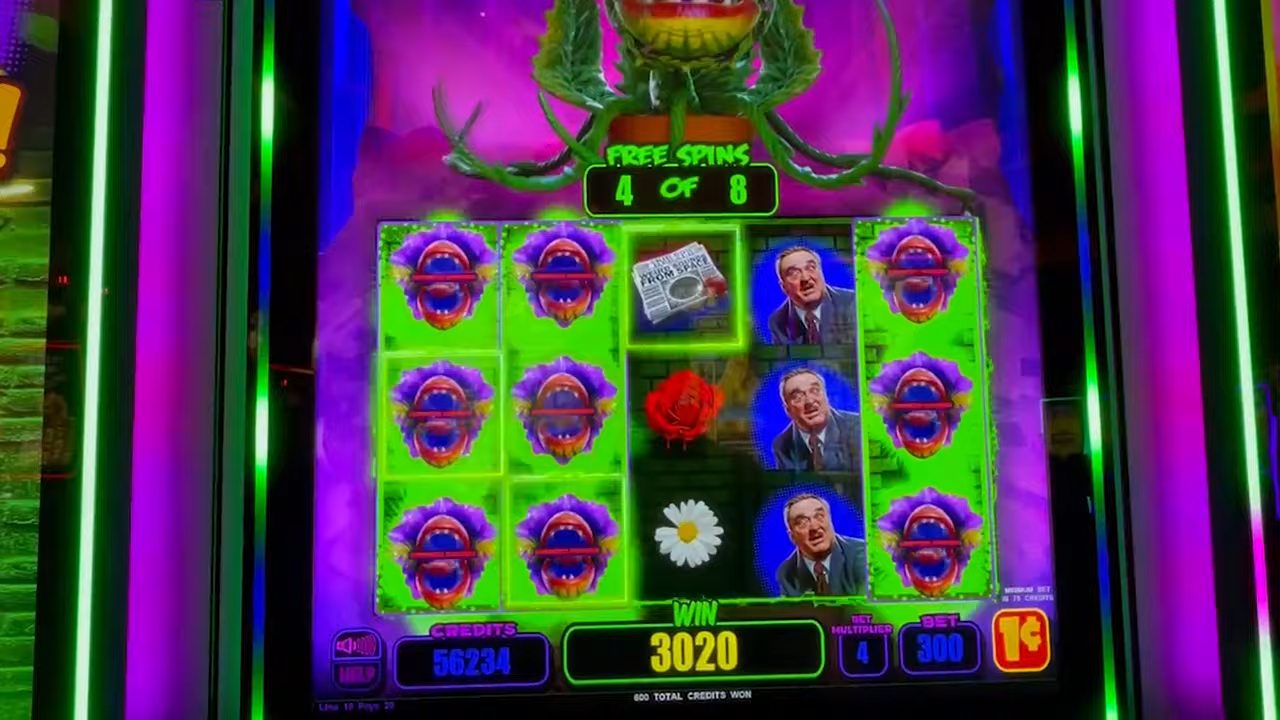 !
FREE SPINS
4 OF 8
FROM SPACE
WIN
3020
CREDITS
56234
BET
MULTIPLIER
4
BET
300
1¢
HELP
600 TOTAL CREDITS WON